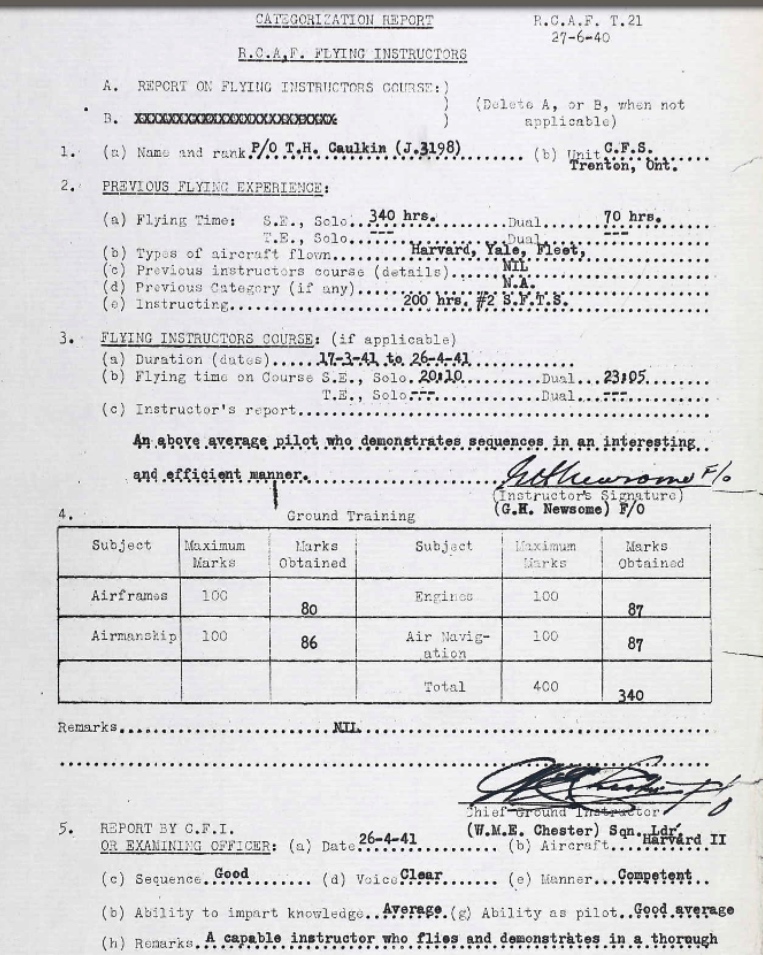 CATEGORIZATION REPORT R.C.A.F. T.21
27-6-40
R.C.A.F. FLYING INSTRUCTORS
A. REPORT ON FLYING INSTRUCTORS COURSE:)
) (Delete A, or B, when not
B. XXXXXXXXXXXXXXXXXXXXXXXXX ) applicable)
1. (a) Name and rank.P/O T.H. Caulkin (J.3198)........ (b) Unit.C.F.S.......
Trenton, Ont.
2. PREVIOUS FLYING EXPERIENCE:
(a) Flying Time: S.E., Solo...340 hrs..........Dual.....70 hrs.
T.E., Solo...---..........Dual.....---......
(b) Types of aircraft flown........Harvard, Yale, Fleet,
(c) Previous instructors course (details).....NIL
(d) Previous Category (if any)..............N.A.
(e) Instructing................200 hrs. #2 S.F.T.S.
3. FLYING INSTRUCTORS COURSE: (if applicable)
(a) Duration (dates)......17-3-41 to 26-4-41.............
(b) Flying time on Course S.E., Solo.20:10..........Dual...23:05...
T.E., Solo.---..........Dual...---......
(c) Instructor's report.............................................
An above average pilot who demonstrates sequences in an interesting..
and efficient manner........................ F/O
(Instructor's Signature)
(G.H. Newsome) F/O
4. Ground Training
Subject Maximum Marks Subject Maximum Marks
Marks Obtained Marks Obtained
Airframes 100 80 Engines 100 87
Airmanship 100 86 Air Navig- 100 87
ation
Total 400 340
Remarks..........................NIL.............................................
..................................................................................
Chief Ground Instructor
(W.M.E. Chester) Sqn. Ldr.
5. REPORT BY C.F.I.
OR EXAMINING OFFICER: (a) Date.26-4-41......... (b) Aircraft....Harvard II
(c) Sequence.Good........ (d) Voice.Clear....... (e) Manner...Competent..
(b) Ability to impart knowledge..Average.(g) Ability as pilot..Good average
(h) Remarks. A capable instructor who flies and demonstrates in a thorough